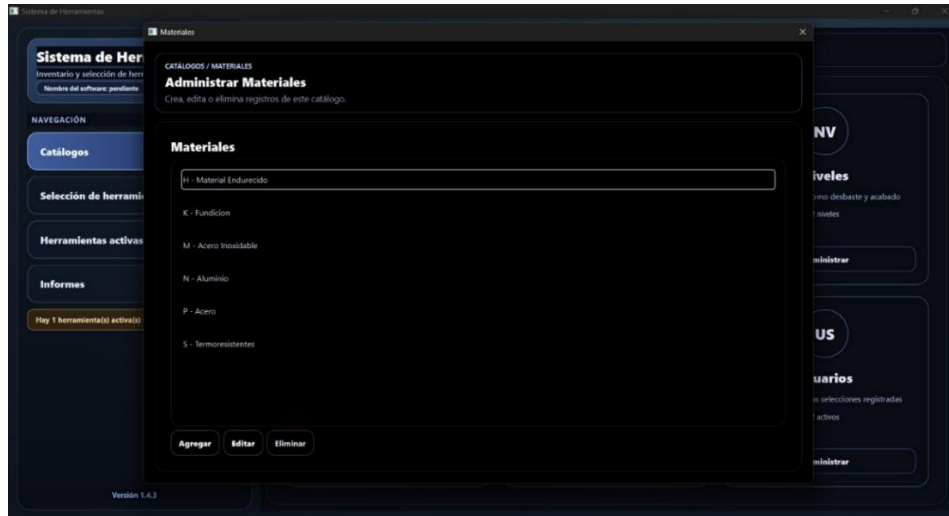 Sistema de Herramientas
Materiales
Sistema de Her
Inventario y selección de herr
Nombre del software: pendiente
NAVEGACIÓN
Catálogos
Selección de herrami
Herramientas activas
Informes
Hay 1 herramienta(s) activa(s)
Versión 1.4.3
CATÁLOGOS / MATERIALES
Administrar Materiales
Crea, edita o elimina registros de este catálogo.
Materiales
H - Material Endurecido
K - Fundicion
M - Acero Inoxidable
N - Aluminio
P - Acero
S - Termoresistentes
Agregar
Editar
Eliminar
NV
iveles
omo desbaste y acabado
niveles
ministrar
US
uarios
as selecciones registradas
activos
ministrar